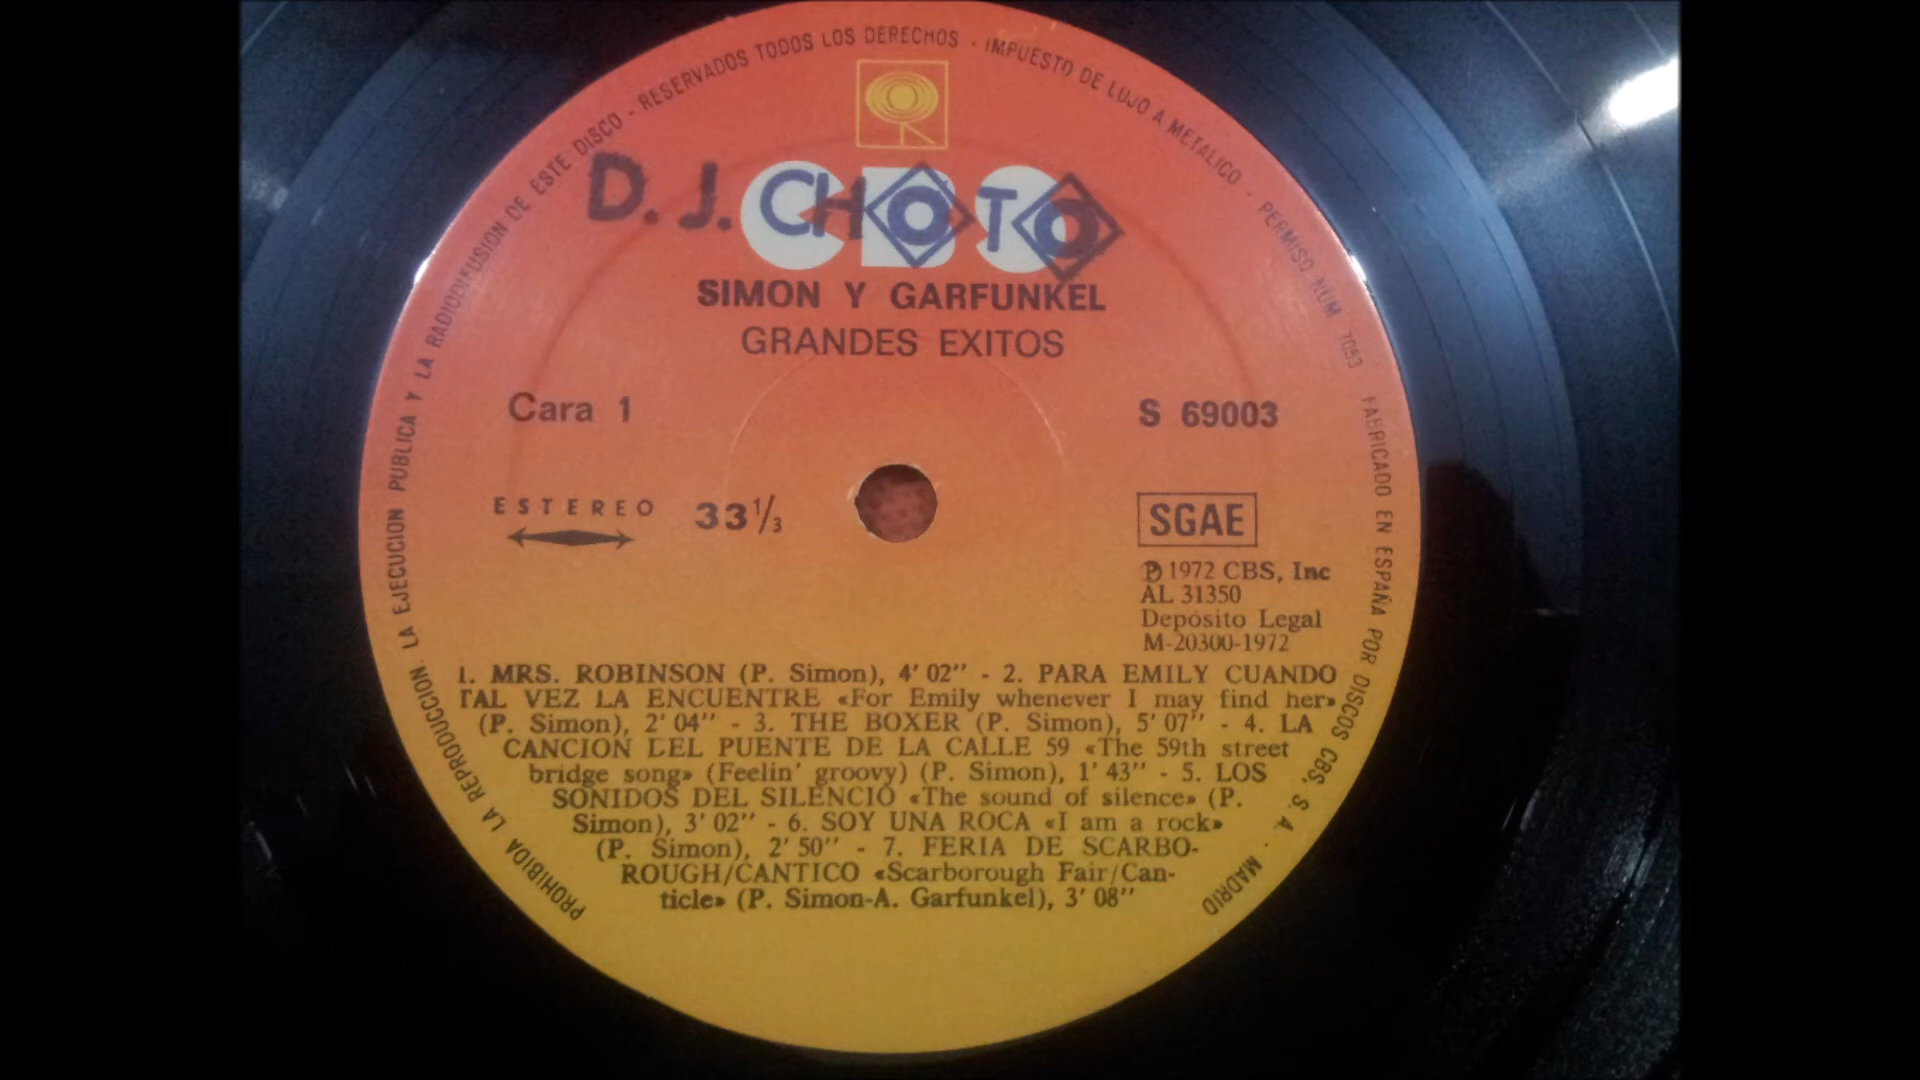 PROHIBIDA LA REPRODUCCION, LA EJECUCION PUBLICA Y LA RADIODIFUSION DE ESTE DISCO - RESERVADOS TODOS LOS DERECHOS - IMPUESTO DE LUJO A METALICO - PERMISO NUM. 7053 FABRICADO EN ESPAÑA POR DISCOS CBS, S. A. - MADRID
CBS
D. J. CHOTO
SIMON Y GARFUNKEL
GRANDES EXITOS
Cara 1
S 69003
ESTEREO
33 1/3
SGAE
Ⓟ 1972 CBS, Inc
AL 31350
Depósito Legal
M-20300-1972
1. MRS. ROBINSON (P. Simon), 4' 02'' - 2. PARA EMILY CUANDO
TAL VEZ LA ENCUENTRE «For Emily whenever I may find her»
(P. Simon), 2' 04'' - 3. THE BOXER (P. Simon), 5' 07'' - 4. LA
CANCION DEL PUENTE DE LA CALLE 59 «The 59th street
bridge song» (Feelin' groovy) (P. Simon), 1' 43'' - 5. LOS
SONIDOS DEL SILENCIO «The sound of silence» (P.
Simon), 3' 02'' - 6. SOY UNA ROCA «I am a rock»
(P. Simon), 2' 50'' - 7. FERIA DE SCARBO-
ROUGH/CANTICO «Scarborough Fair/Can-
ticle» (P. Simon-A. Garfunkel), 3' 08''